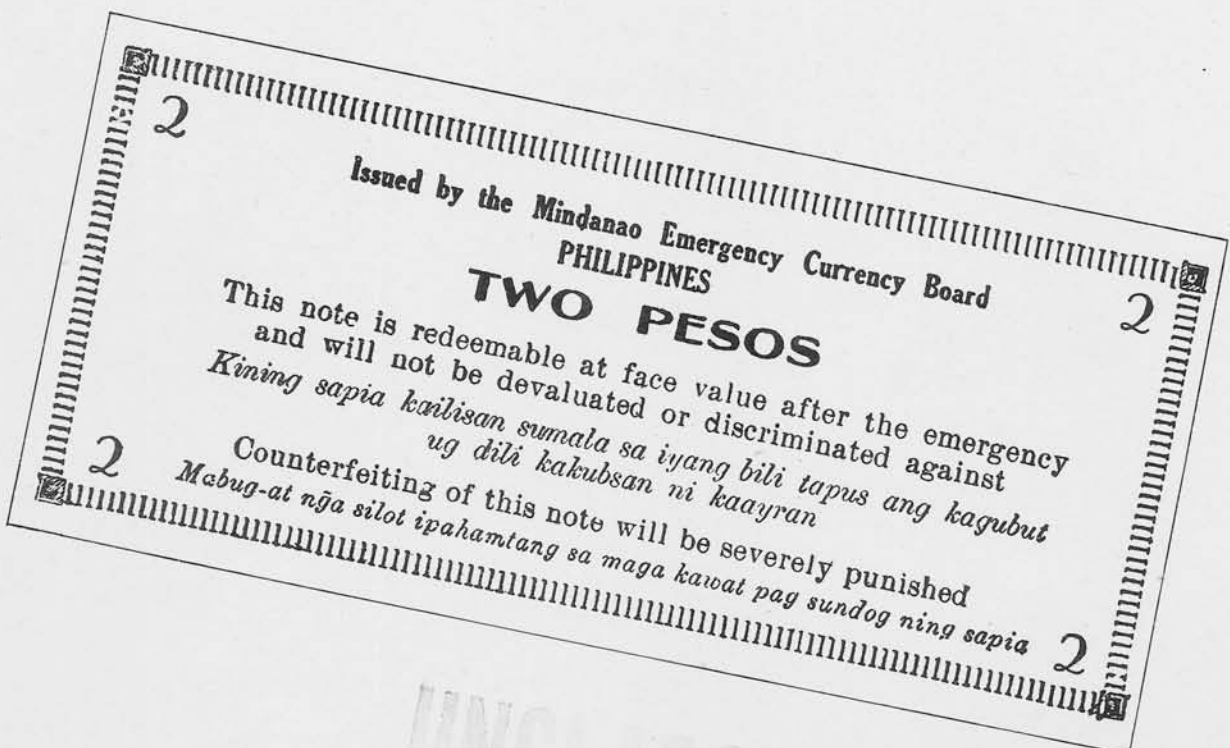 2
Issued by the Mindanao Emergency Currency Board
PHILIPPINES
2
TWO PESOS
This note is redeemable at face value after the emergency
and will not be devaluated or discriminated against
Kining sapia kailisan sumala sa iyang bili tapus ang kagubut
ug dili kakubsan ni kaayran
2
Counterfeiting of this note will be severely punished
Mabug-at nḡa silot ipahamtang sa maga kawat pag sundog ning sapia
2